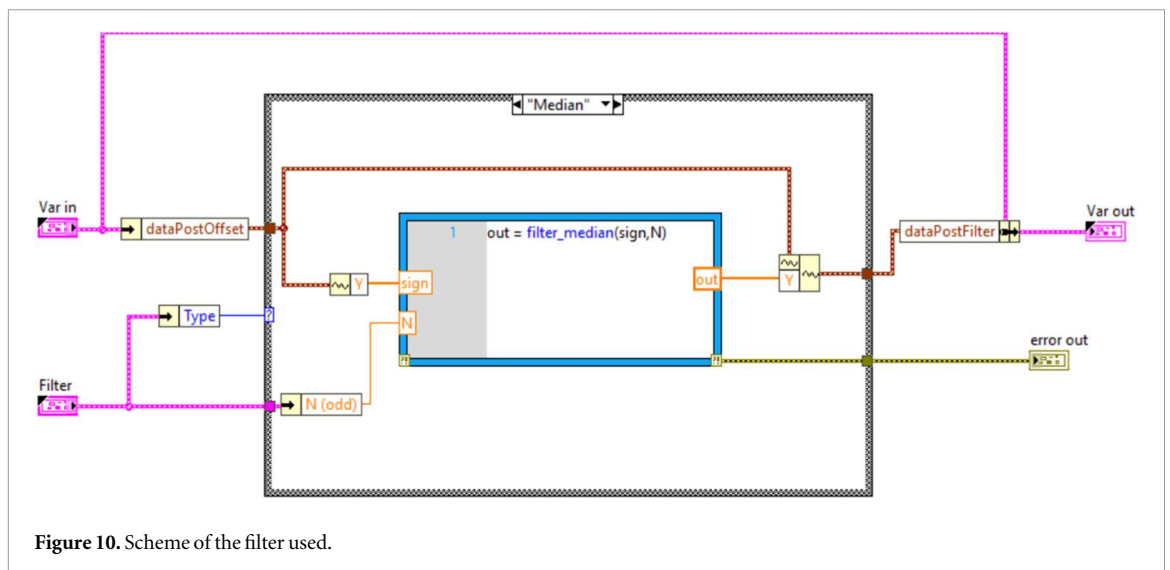 "Median"
Var in
dataPostOffset
1 out = filter_median(sign,N)
dataPostFilter
Var out
Y
sign
out
Y
Type
?
N
error out
Filter
N (odd)
Figure 10. Scheme of the filter used.